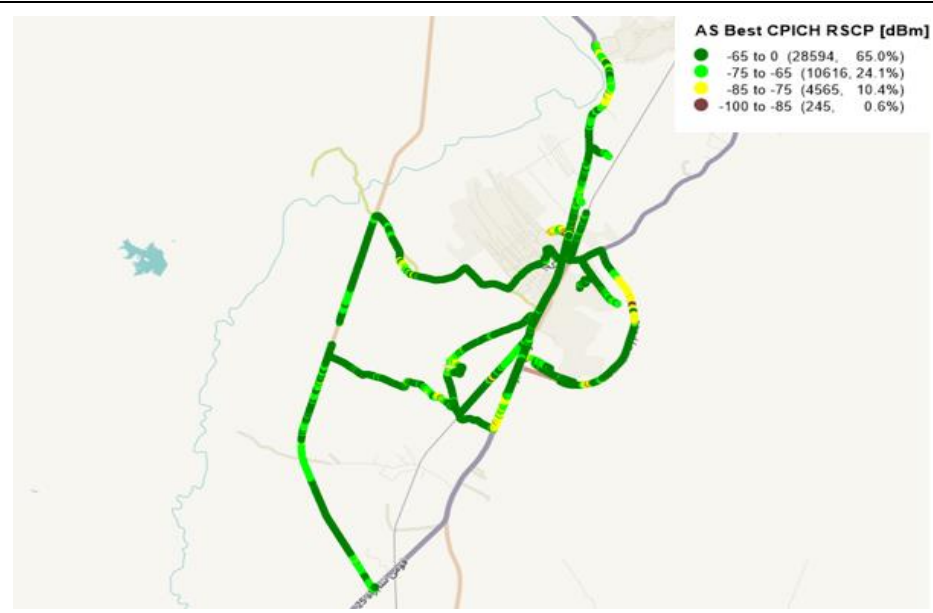 AS Best CPICH RSCP [dBm]
-65 to 0 (28594, 65.0%)
-75 to -65 (10616, 24.1%)
-85 to -75 (4565, 10.4%)
-100 to -85 (245, 0.6%)